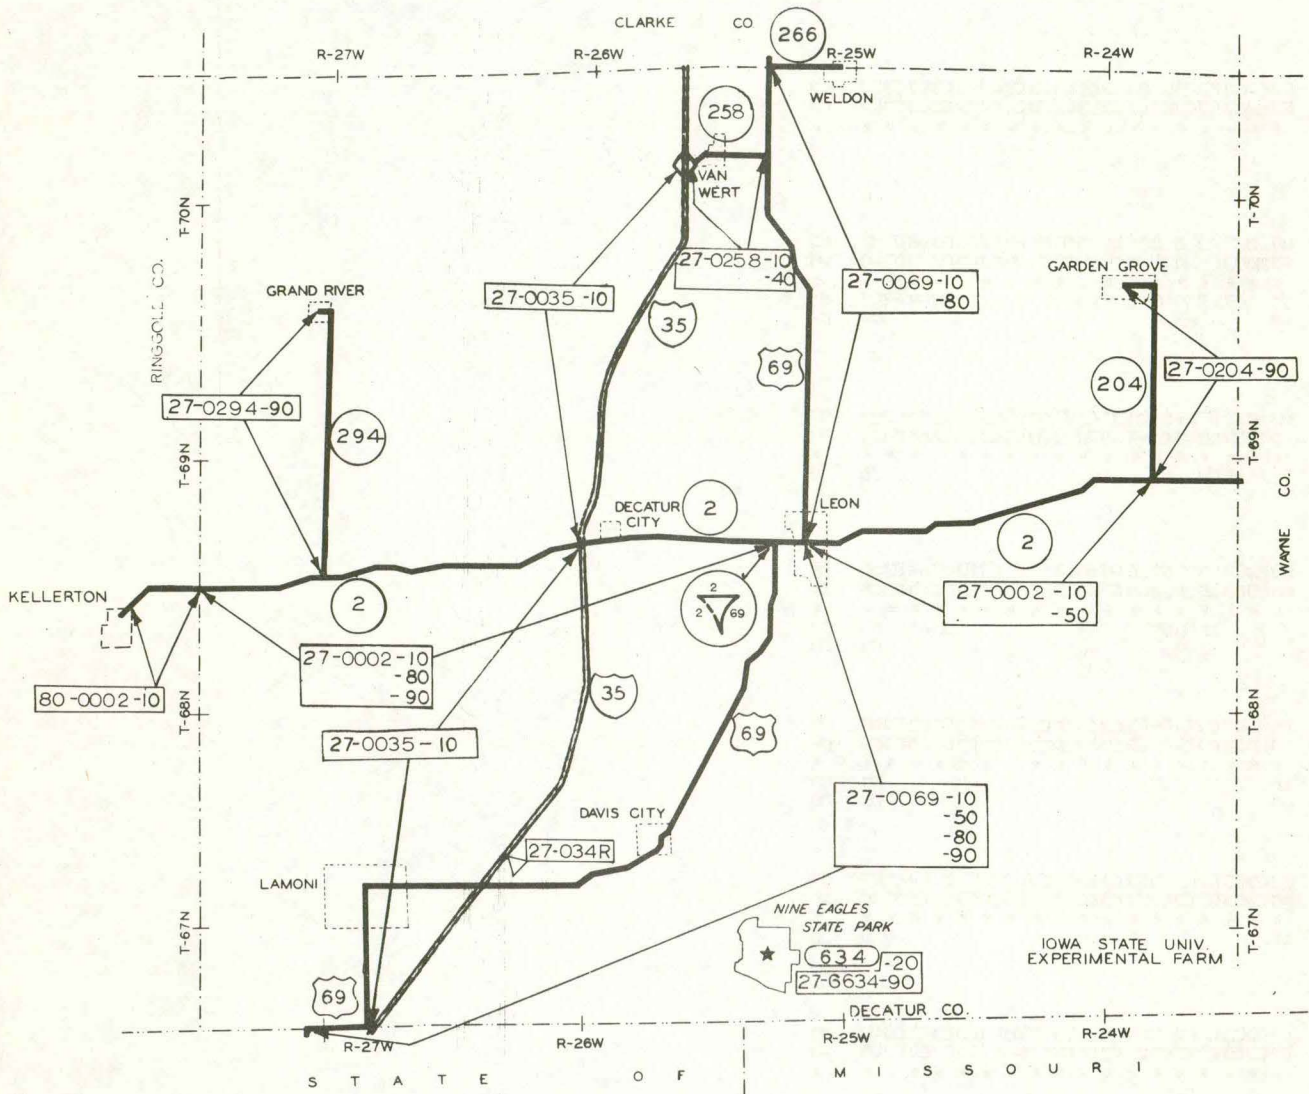 CLARKE CO.
266
R-27W
R-26W
R-25W
R-24W
WELDON
258
VAN
WERT
T-70N
T-70N
RINGGOLD CO.
GRAND RIVER
27-0035-10
27-0258-10
-40
27-0069-10
-80
GARDEN GROVE
35
69
27-0294-90
27-0204-90
204
294
T-69N
T-69N
DECATUR
CITY
2
LEON
WAYNE CO.
2
KELLERTON
2
2
2
69
27-0002-10
-50
27-0002-10
-80
-90
80-0002-10
35
T-68N
T-68N
27-0035-10
69
27-0069-10
-50
-80
-90
DAVIS CITY
27-034R
LAMONI
NINE EAGLES
STATE PARK
T-67N
T-67N
634
-20
27-G634-90
IOWA STATE UNIV.
EXPERIMENTAL FARM
69
DECATUR CO.
R-27W
R-26W
R-25W
R-24W
STATE OF MISSOURI